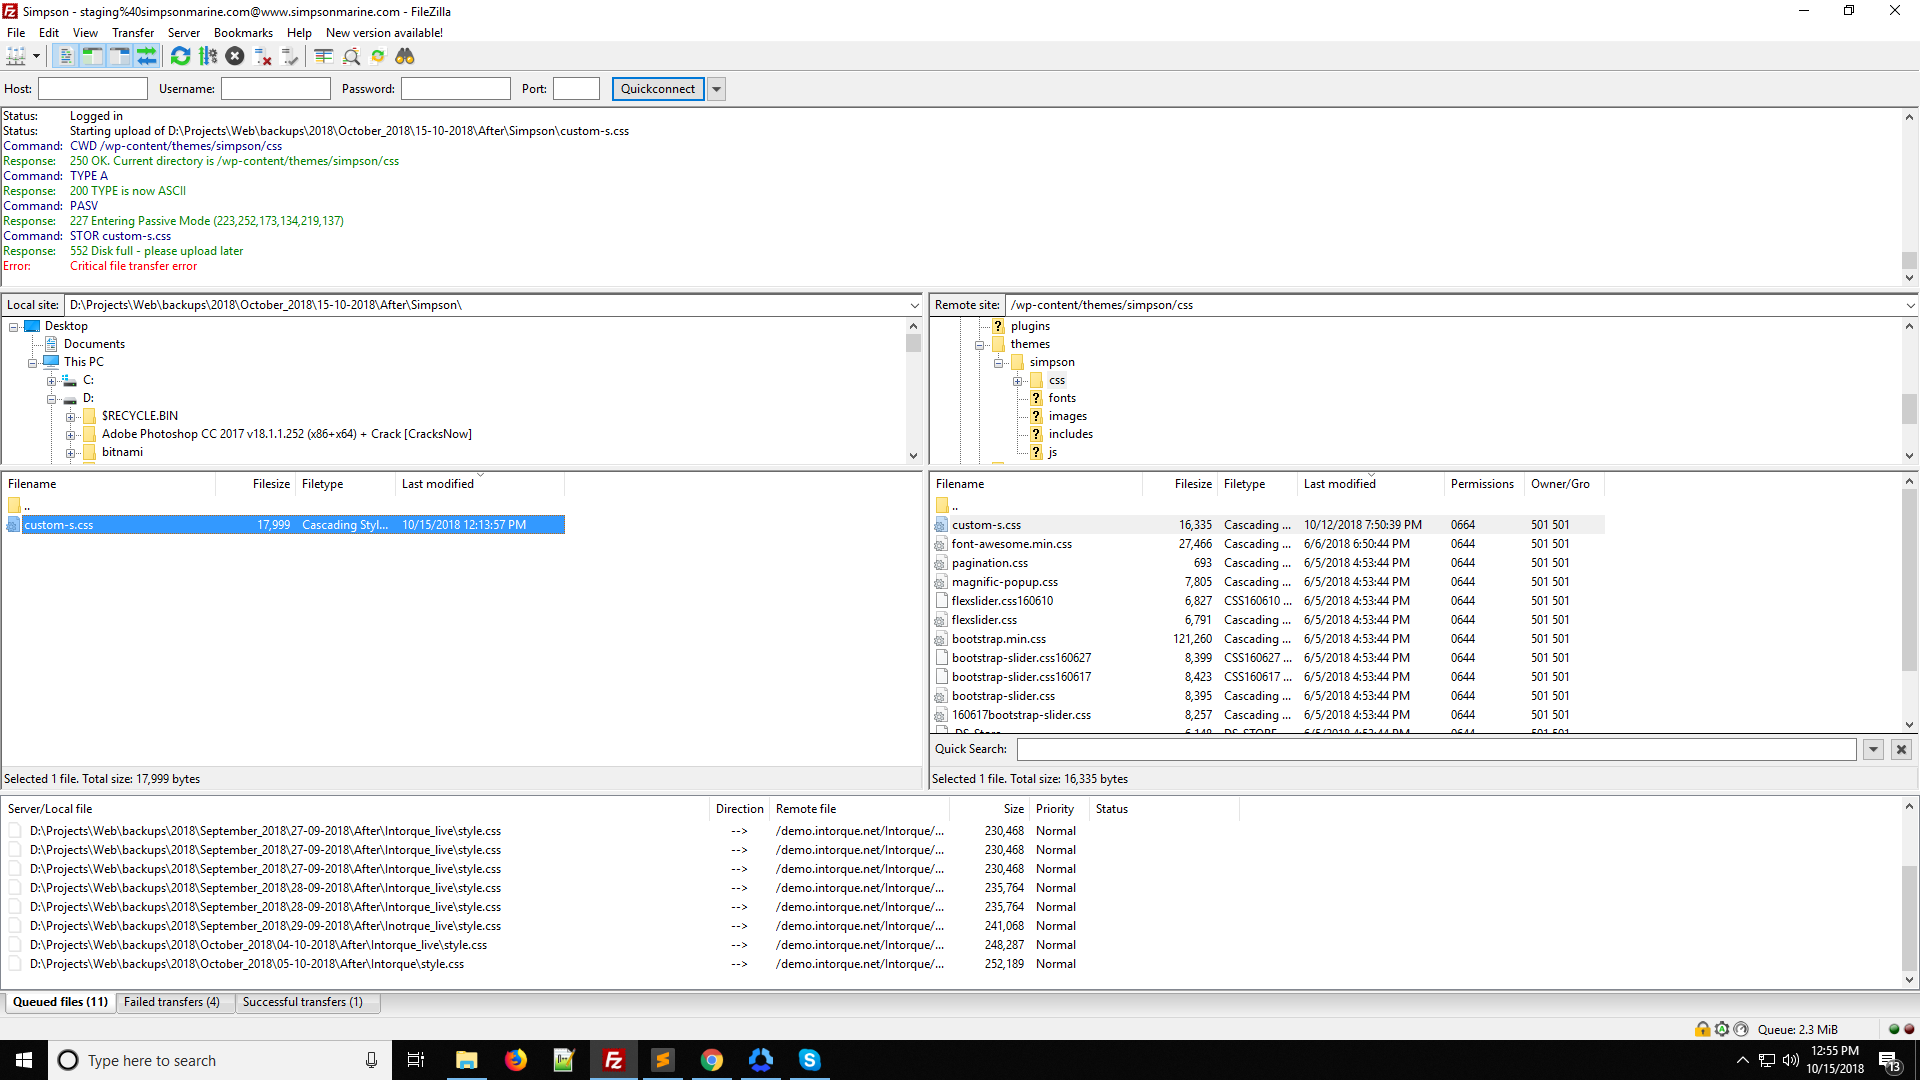 Simpson - staging%40simpsonmarine.com@www.simpsonmarine.com - FileZilla
File Edit View Transfer Server Bookmarks Help New version available!
Host: Username: Password: Port: Quickconnect
Status: Logged in
Status: Starting upload of D:\Projects\Web\backups\2018\October_2018\15-10-2018\After\Simpson\custom-s.css
Command: CWD /wp-content/themes/simpson/css
Response: 250 OK. Current directory is /wp-content/themes/simpson/css
Command: TYPE A
Response: 200 TYPE is now ASCII
Command: PASV
Response: 227 Entering Passive Mode (223,252,173,134,219,137)
Command: STOR custom-s.css
Response: 552 Disk full - please upload later
Error: Critical file transfer error
Local site: D:\Projects\Web\backups\2018\October_2018\15-10-2018\After\Simpson\
Desktop
Documents
This PC
C:
D:
$RECYCLE.BIN
Adobe Photoshop CC 2017 v18.1.1.252 (x86+x64) + Crack [CracksNow]
bitnami
Remote site: /wp-content/themes/simpson/css
plugins
themes
simpson
css
fonts
images
includes
js
Filename Filesize Filetype Last modified
..
custom-s.css 17,999 Cascading Styl... 10/15/2018 12:13:57 PM
Selected 1 file. Total size: 17,999 bytes
Filename Filesize Filetype Last modified Permissions Owner/Gro
..
custom-s.css 16,335 Cascading ... 10/12/2018 7:50:39 PM 0664 501 501
font-awesome.min.css 27,466 Cascading ... 6/6/2018 6:50:44 PM 0644 501 501
pagination.css 693 Cascading ... 6/5/2018 4:53:44 PM 0644 501 501
magnific-popup.css 7,805 Cascading ... 6/5/2018 4:53:44 PM 0644 501 501
flexslider.css160610 6,827 CSS160610 ... 6/5/2018 4:53:44 PM 0644 501 501
flexslider.css 6,791 Cascading ... 6/5/2018 4:53:44 PM 0644 501 501
bootstrap.min.css 121,260 Cascading ... 6/5/2018 4:53:44 PM 0644 501 501
bootstrap-slider.css160627 8,399 CSS160627 ... 6/5/2018 4:53:44 PM 0644 501 501
bootstrap-slider.css160617 8,423 CSS160617 ... 6/5/2018 4:53:44 PM 0644 501 501
bootstrap-slider.css 8,395 Cascading ... 6/5/2018 4:53:44 PM 0644 501 501
160617bootstrap-slider.css 8,257 Cascading ... 6/5/2018 4:53:44 PM 0644 501 501
.DS_Store 6,148 DS_STORE 6/5/2018 4:53:44 PM 0644 501 501
Quick Search:
Selected 1 file. Total size: 16,335 bytes
Server/Local file Direction Remote file Size Priority Status
D:\Projects\Web\backups\2018\September_2018\27-09-2018\After\Intorque_live\style.css --> /demo.intorque.net/Intorque/... 230,468 Normal
D:\Projects\Web\backups\2018\September_2018\27-09-2018\After\Intorque_live\style.css --> /demo.intorque.net/Intorque/... 230,468 Normal
D:\Projects\Web\backups\2018\September_2018\27-09-2018\After\Intorque_live\style.css --> /demo.intorque.net/Intorque/... 230,468 Normal
D:\Projects\Web\backups\2018\September_2018\28-09-2018\After\Intorque_live\style.css --> /demo.intorque.net/Intorque/... 235,764 Normal
D:\Projects\Web\backups\2018\September_2018\28-09-2018\After\Intorque_live\style.css --> /demo.intorque.net/Intorque/... 235,764 Normal
D:\Projects\Web\backups\2018\September_2018\29-09-2018\After\Inotrque_live\style.css --> /demo.intorque.net/Intorque/... 241,068 Normal
D:\Projects\Web\backups\2018\October_2018\04-10-2018\After\Intorque_live\style.css --> /demo.intorque.net/Intorque/... 248,287 Normal
D:\Projects\Web\backups\2018\October_2018\05-10-2018\After\Intorque\style.css --> /demo.intorque.net/Intorque/... 252,189 Normal
Queued files (11) Failed transfers (4) Successful transfers (1)
Queue: 2.3 MiB
Type here to search
12:55 PM
10/15/2018
13